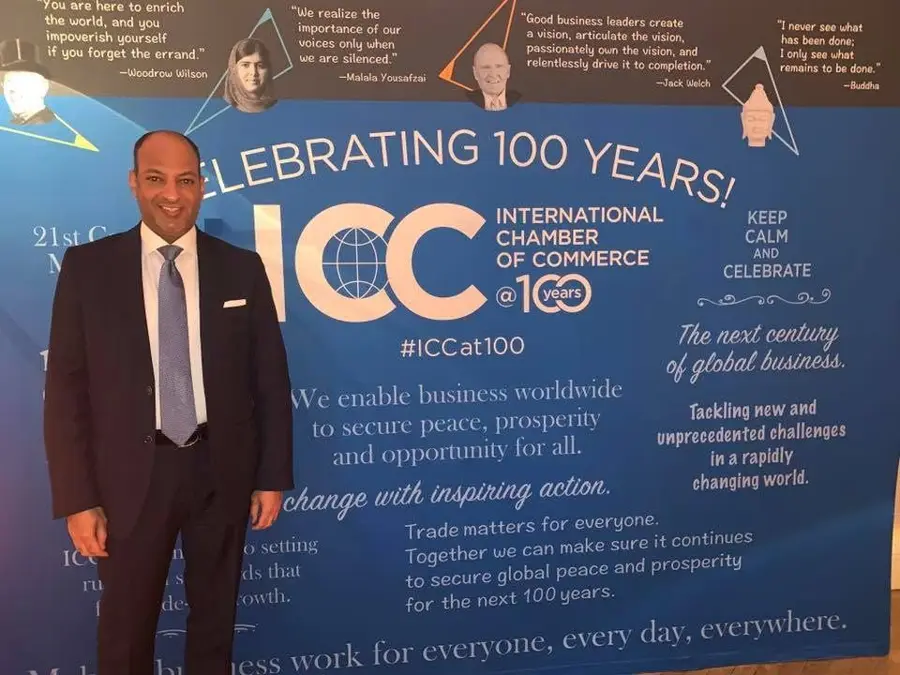 You are here to enrich
the world, and you
impoverish yourself
if you forget the errand."
—Woodrow Wilson
"We realize the
importance of our
voices only when
we are silenced."
—Malala Yousafzai
"Good business leaders create
a vision, articulate the vision,
passionately own the vision, and
relentlessly drive it to completion."
—Jack Welch
"I never see what
has been done;
I only see what
remains to be done."
—Buddha
ELEBRATING 100 YEARS!
ICC
INTERNATIONAL
CHAMBER
OF COMMERCE
@100 years
#ICCat100
KEEP
CALM
AND
CELEBRATE
21st C
The next century
of global business.
We enable business worldwide
to secure peace, prosperity
and opportunity for all.
Tackling new and
unprecedented challenges
in a rapidly
changing world.
change with inspiring action.
Trade matters for everyone.
Together we can make sure it continues
to secure global peace and prosperity
for the next 100 years.
to setting
that
work for everyone, every day, everywhere.